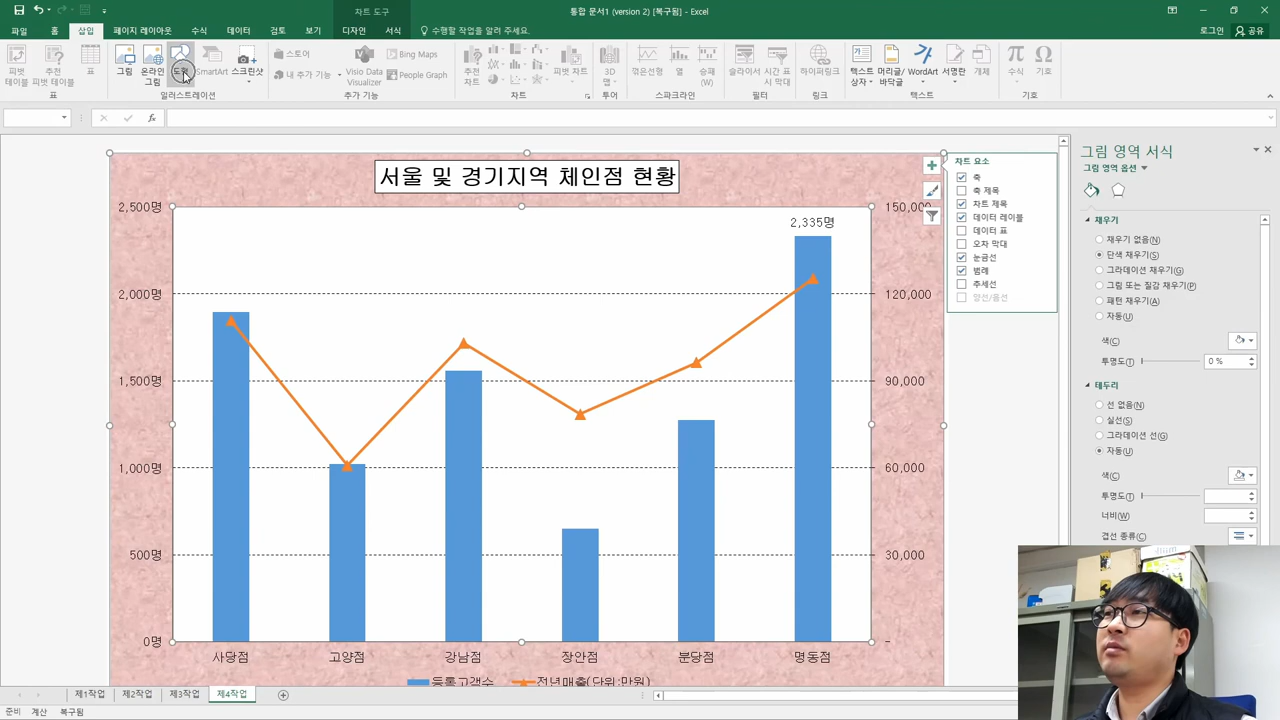 차트 도구
통합 문서1 (version 2) [복구됨] - Excel
파일 홈 삽입 페이지 레이아웃 수식 데이터 검토 보기 디자인 서식 수행할 작업을 알려 주세요.
로그인 공유
피벗 테이블
추천 피벗 테이블
표
그림
온라인 그림
도형
SmartArt
스크린샷
스토어
내 추가 기능
Visio Data Visualizer
Bing Maps
People Graph
추천 차트
피벗 차트
3D 맵
꺾은선형
열
승패 (W)
슬라이서
시간 표시 막대
하이퍼링크
텍스트 상자
머리글/바닥글
WordArt
서명란
개체
수식
기호
표 일러스트레이션 추가 기능 차트 투어 스파크라인 필터 링크 텍스트 기호
fx
서울 및 경기지역 체인점 현황
2,500명
2,000명
1,500명
1,000명
500명
0명
2,335명
150,000
120,000
90,000
60,000
30,000
-
사당점 고양점 강남점 장안점 분당점 명동점
등록고객수 전년매출(단위:만원)
차트 요소
축
축 제목
차트 제목
데이터 레이블
데이터 표
오차 막대
눈금선
범례
추세선
양선/음선
그림 영역 서식
그림 영역 옵션
채우기
채우기 없음(N)
단색 채우기(S)
그라데이션 채우기(G)
그림 또는 질감 채우기(P)
패턴 채우기(A)
자동(U)
색(C)
투명도(T) 0 %
테두리
선 없음(N)
실선(S)
그라데이션 선(G)
자동(U)
색(C)
투명도(T)
너비(W)
겹선 종류(C)
제1작업 제2작업 제3작업 제4작업
준비 계산 복구됨